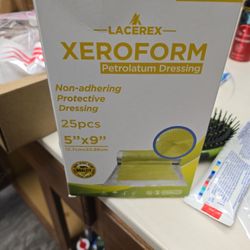 LACEREX
XEROFORM
Petrolatum Dressing
Non-adhering
Protective
Dressing
25pcs
5"x9"